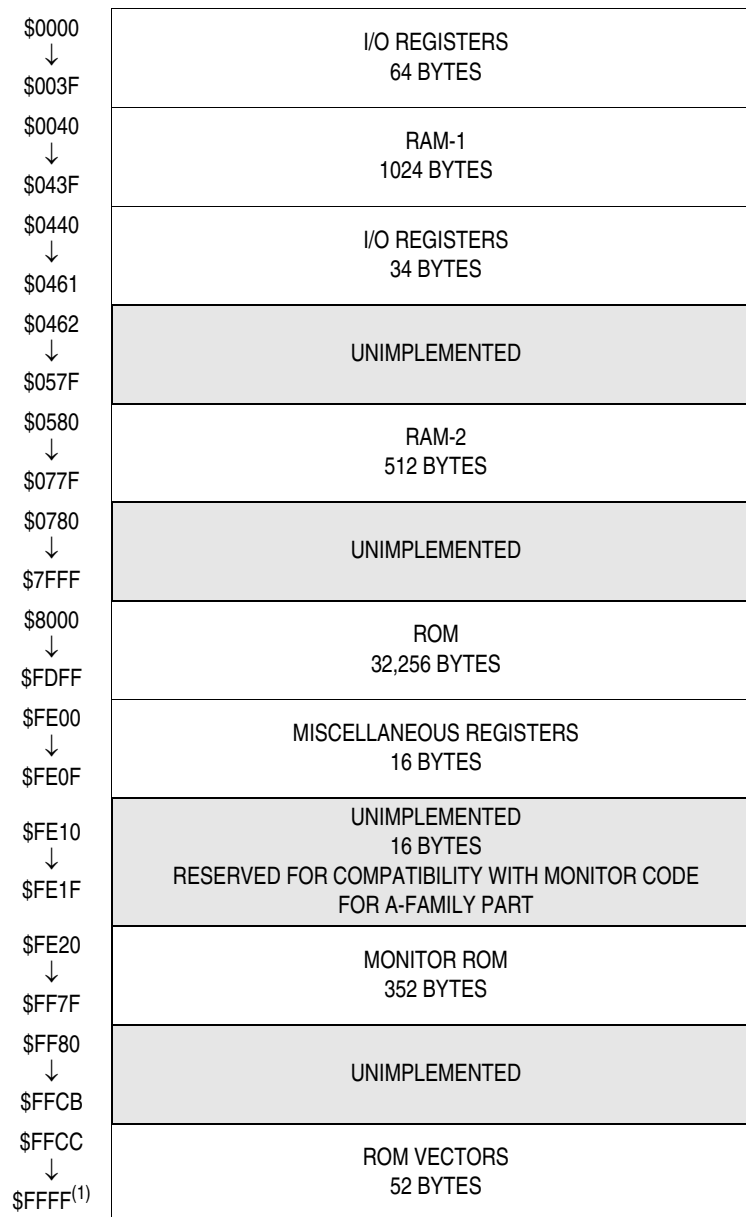 $0000
↓
$003F
I/O REGISTERS
64 BYTES
$0040
↓
$043F
RAM-1
1024 BYTES
$0440
↓
$0461
I/O REGISTERS
34 BYTES
$0462
↓
$057F
UNIMPLEMENTED
$0580
↓
$077F
RAM-2
512 BYTES
$0780
↓
$7FFF
UNIMPLEMENTED
$8000
↓
$FDFF
ROM
32,256 BYTES
$FE00
↓
$FE0F
MISCELLANEOUS REGISTERS
16 BYTES
$FE10
↓
$FE1F
UNIMPLEMENTED
16 BYTES
RESERVED FOR COMPATIBILITY WITH MONITOR CODE
FOR A-FAMILY PART
$FE20
↓
$FF7F
MONITOR ROM
352 BYTES
$FF80
↓
$FFCB
UNIMPLEMENTED
$FFCC
↓
$FFFF(1)
ROM VECTORS
52 BYTES